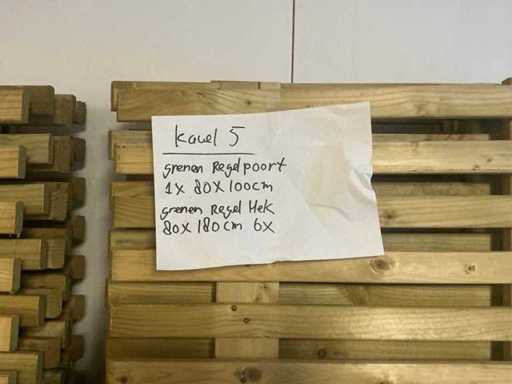 Kavel 5
grenen Regelpoort
1x 80X100cm
grenen Regel Hek
80X180cm 6x